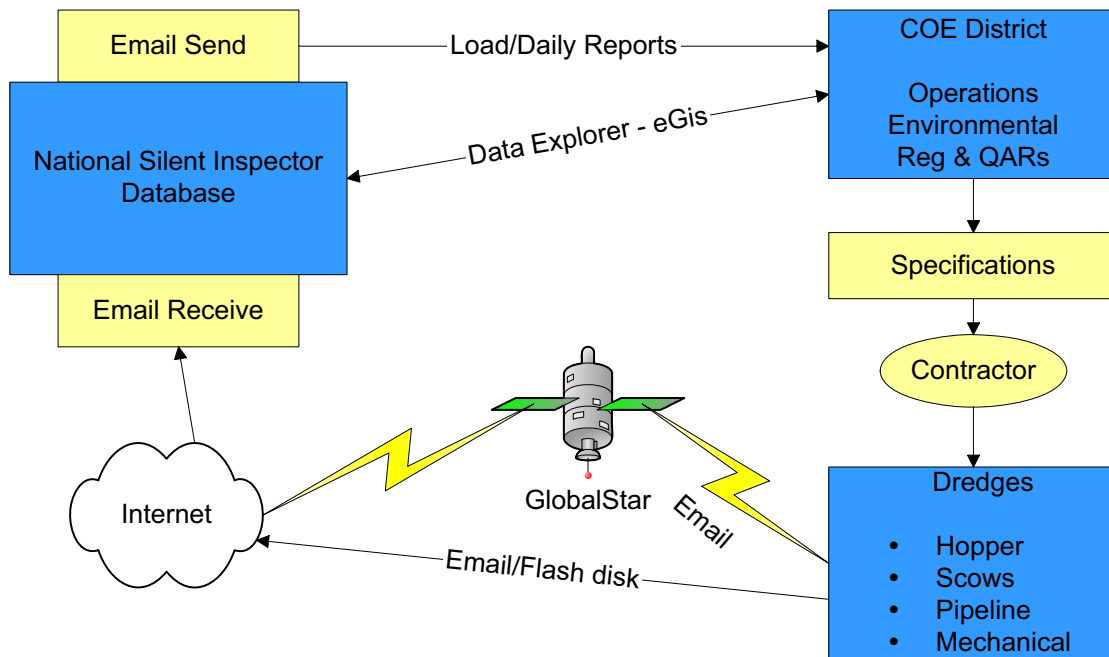 Email Send
Load/Daily Reports
COE District
Operations
Environmental
Reg & QARs
Data Explorer - eGis
National Silent Inspector
Database
Email Receive
Specifications
Contractor
GlobalStar
Email
Internet
Email/Flash disk
Dredges
• Hopper
• Scows
• Pipeline
• Mechanical